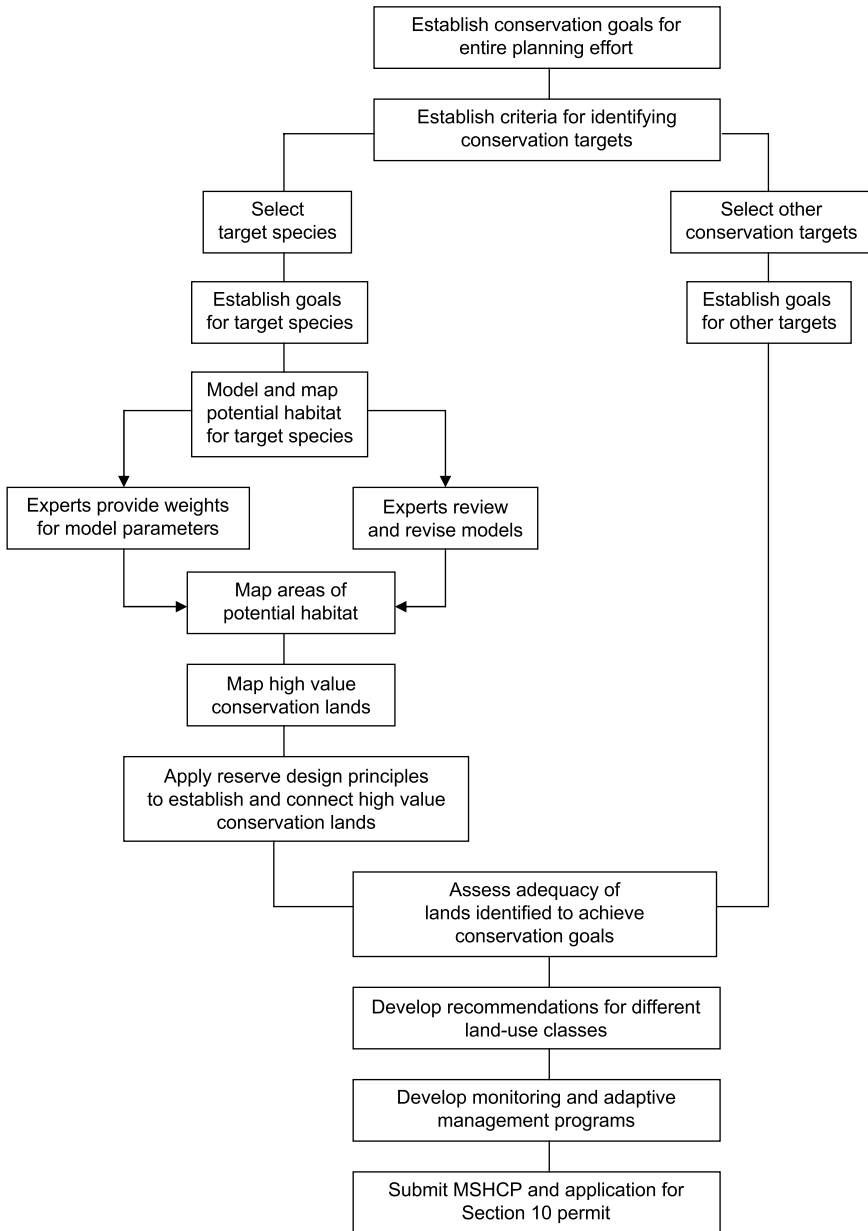 Establish conservation goals for
entire planning effort
Establish criteria for identifying
conservation targets
Select
target species
Select other
conservation targets
Establish goals
for target species
Establish goals
for other targets
Model and map
potential habitat
for target species
Experts provide weights
for model parameters
Experts review
and revise models
Map areas of
potential habitat
Map high value
conservation lands
Apply reserve design principles
to establish and connect high value
conservation lands
Assess adequacy of
lands identified to achieve
conservation goals
Develop recommendations for different
land-use classes
Develop monitoring and adaptive
management programs
Submit MSHCP and application for
Section 10 permit